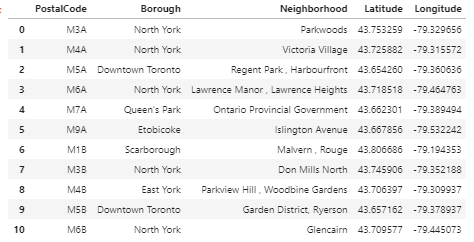 PostalCode Borough Neighborhood Latitude Longitude
0 M3A North York Parkwoods 43.753259 -79.329656
1 M4A North York Victoria Village 43.725882 -79.315572
2 M5A Downtown Toronto Regent Park , Harbourfront 43.654260 -79.360636
3 M6A North York Lawrence Manor , Lawrence Heights 43.718518 -79.464763
4 M7A Queen's Park Ontario Provincial Government 43.662301 -79.389494
5 M9A Etobicoke Islington Avenue 43.667856 -79.532242
6 M1B Scarborough Malvern , Rouge 43.806686 -79.194353
7 M3B North York Don Mills North 43.745906 -79.352188
8 M4B East York Parkview Hill , Woodbine Gardens 43.706397 -79.309937
9 M5B Downtown Toronto Garden District, Ryerson 43.657162 -79.378937
10 M6B North York Glencairn 43.709577 -79.445073